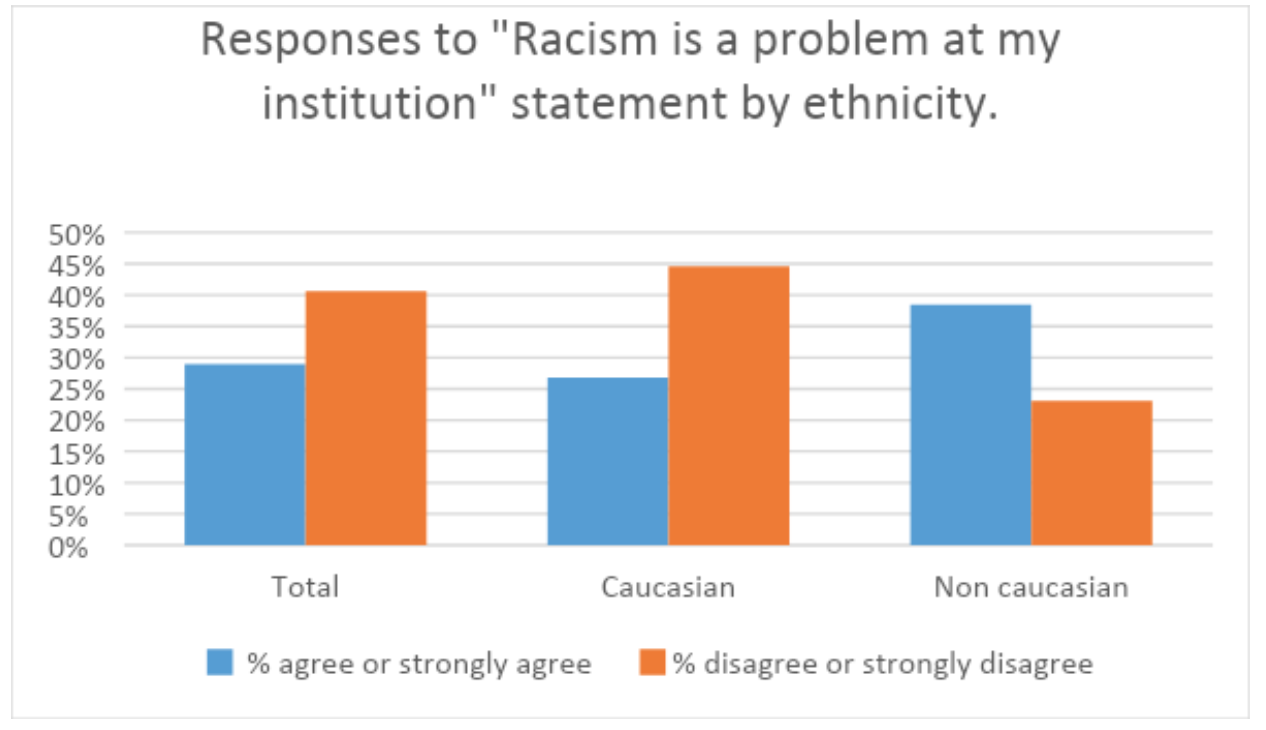 Responses to "Racism is a problem at my
institution" statement by ethnicity.
50%
45%
40%
35%
30%
25%
20%
15%
10%
5%
0%
Total Caucasian Non caucasian
% agree or strongly agree % disagree or strongly disagree